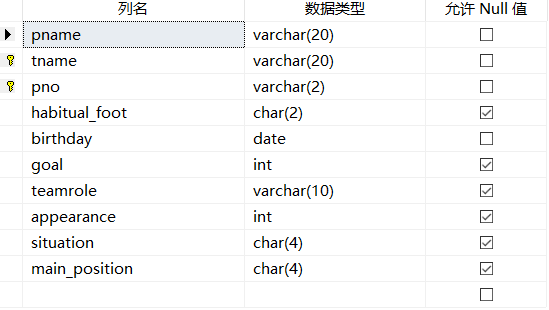 列名 数据类型 允许 Null 值
pname varchar(20)
tname varchar(20)
pno varchar(2)
habitual_foot char(2)
birthday date
goal int
teamrole varchar(10)
appearance int
situation char(4)
main_position char(4)